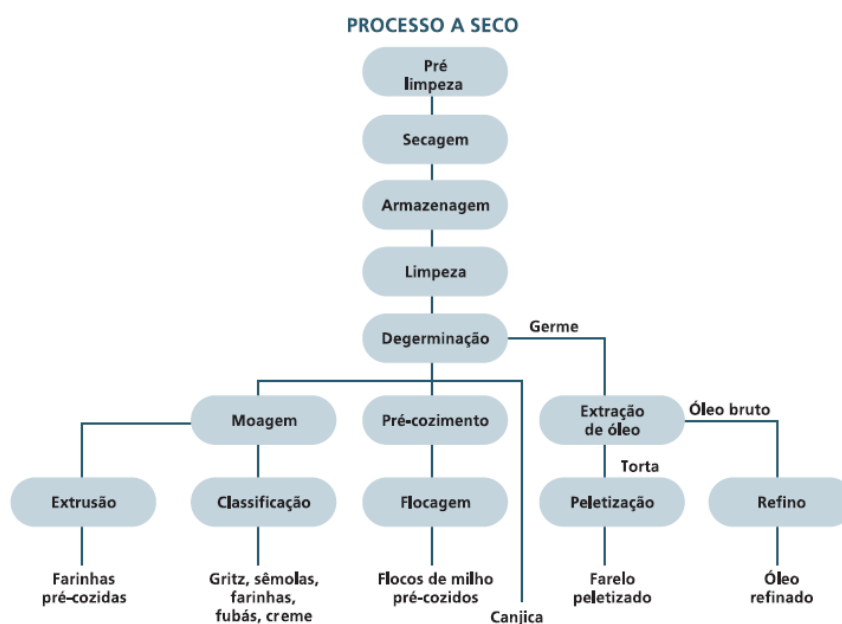 PROCESSO A SECO
Pré
limpeza
Secagem
Armazenagem
Limpeza
Degerminação
Germe
Moagem
Pré-cozimento
Extração
de óleo
Óleo bruto
Torta
Extrusão
Classificação
Flocagem
Peletização
Refino
Farinhas
pré-cozidas
Gritz, sêmolas,
farinhas,
fubás, creme
Flocos de milho
pré-cozidos
Canjica
Farelo
peletizado
Óleo
refinado